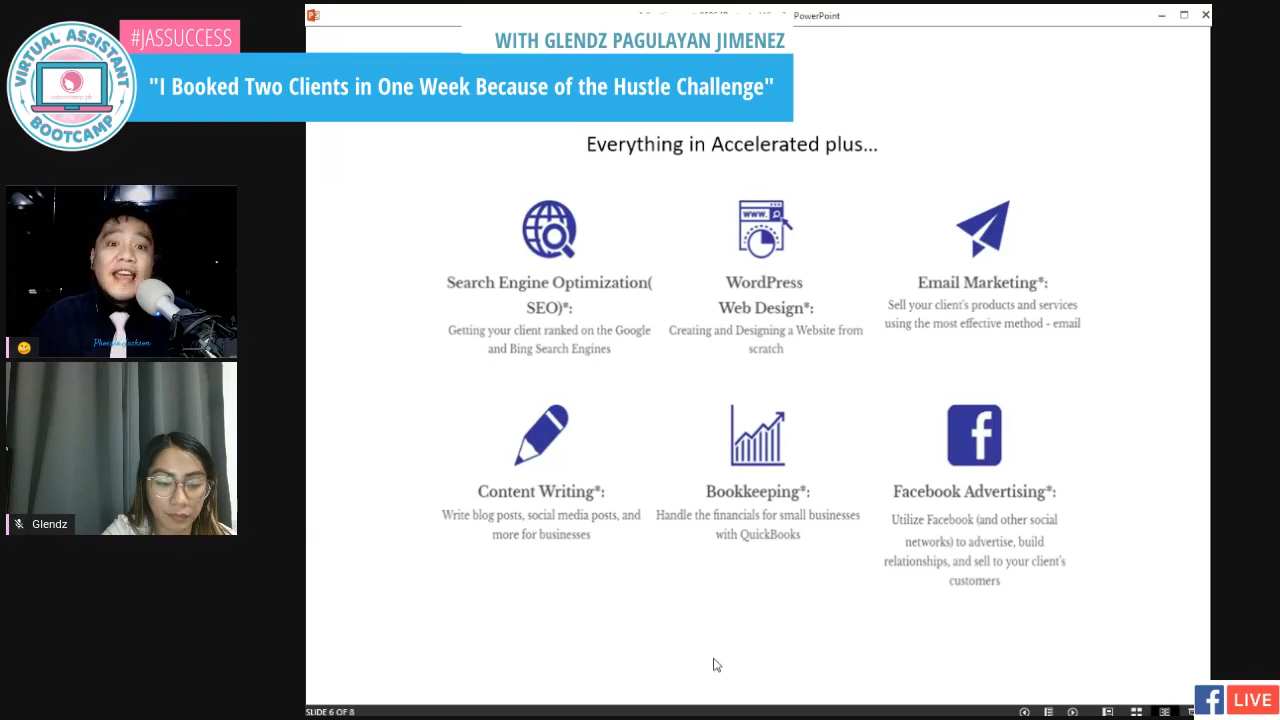 #JASSUCCESS
WITH GLENDZ PAGULAYAN JIMENEZ
"I Booked Two Clients in One Week Because of the Hustle Challenge"
VIRTUAL ASSISTANT
BOOTCAMP
PowerPoint
Everything in Accelerated plus...
www.
Search Engine Optimization(
SEO)*:
Getting your client ranked on the Google
and Bing Search Engines
WordPress
Web Design*:
Creating and Designing a Website from
scratch
Email Marketing*:
Sell your client's products and services
using the most effective method - email
Content Writing*:
Write blog posts, social media posts, and
more for businesses
Bookkeeping*:
Handle the financials for small businesses
with QuickBooks
Facebook Advertising*:
Utilize Facebook (and other social
networks) to advertise, build
relationships, and sell to your client's
customers
Glendz
SLIDE 6 OF 8
LIVE